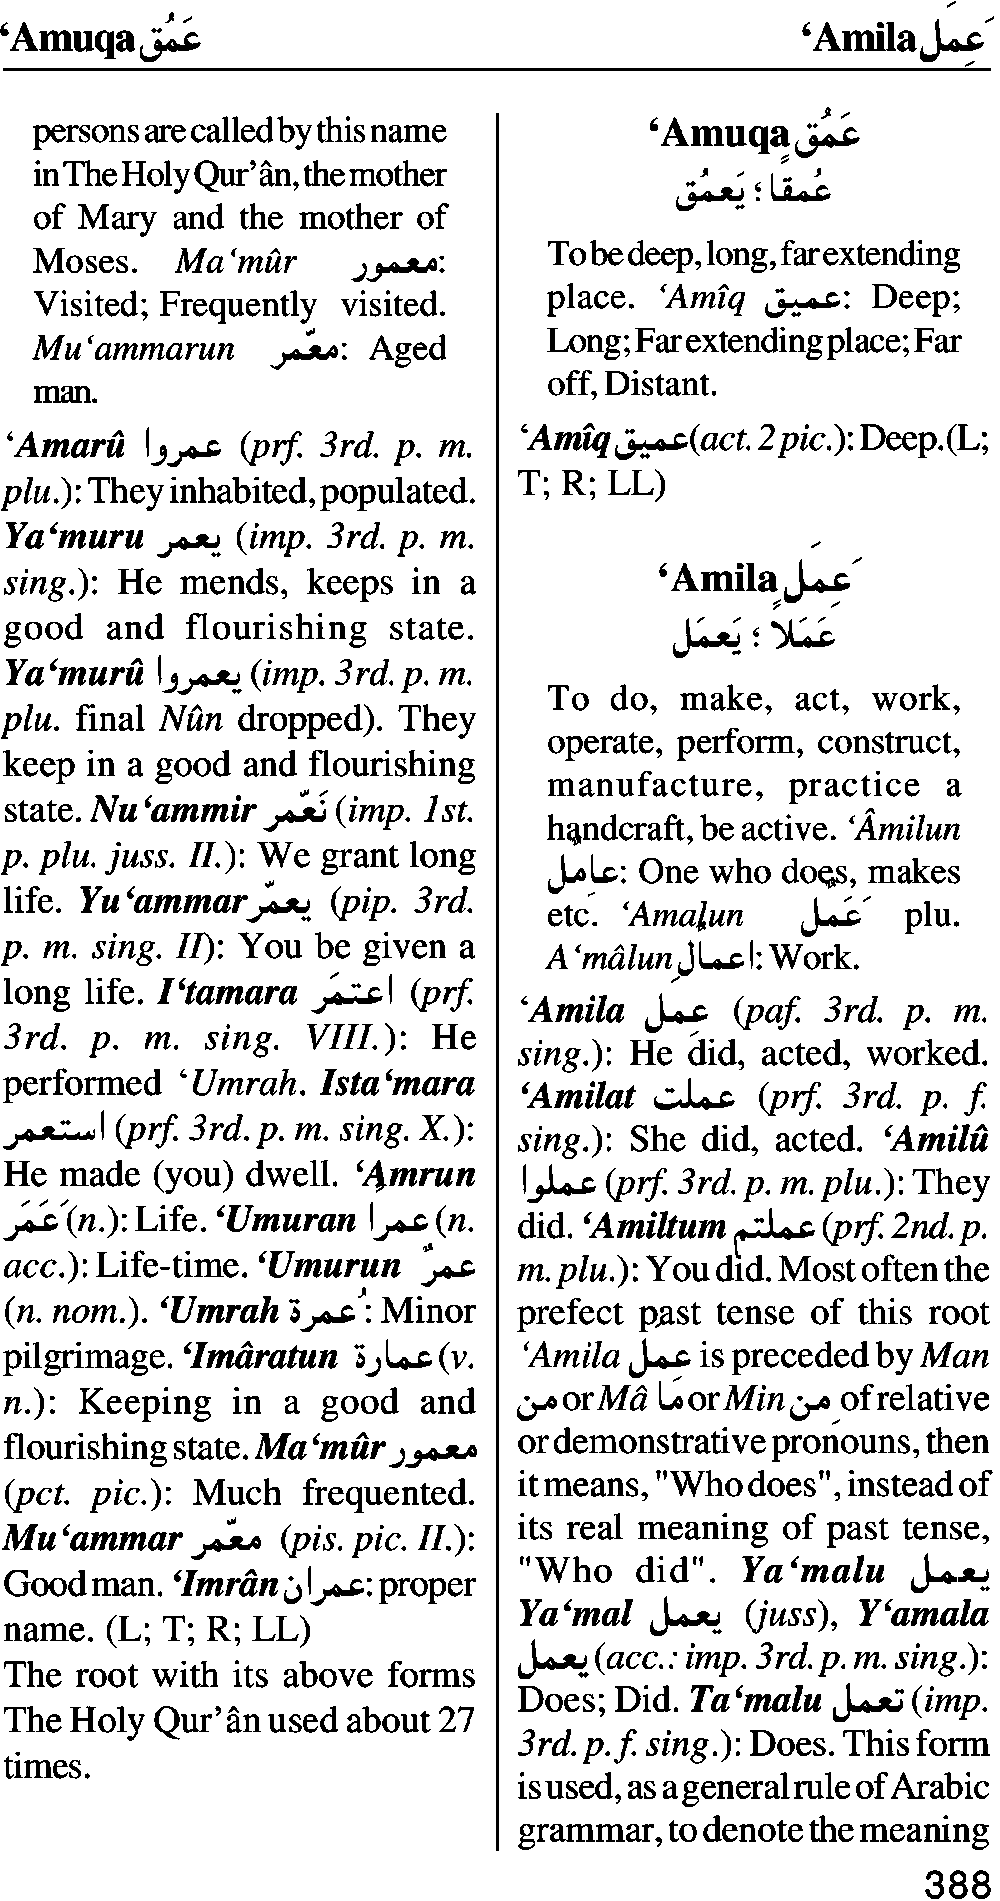 ‘Amuqa عَمُق
‘Amila عَمِلَ
persons are called by this name
in The Holy Qur’ân, the mother
of Mary and the mother of
Moses. Ma‘mûr معمور:
Visited; Frequently visited.
Mu‘ammarun معمّر: Aged
man.
‘Amarû عمروا (prf. 3rd. p. m.
plu.): They inhabited, populated.
Ya‘muru يعمر (imp. 3rd. p. m.
sing.): He mends, keeps in a
good and flourishing state.
Ya‘murû يعمروا (imp. 3rd. p. m.
plu. final Nûn dropped). They
keep in a good and flourishing
state. Nu‘ammir نَعّمر (imp. 1st.
p. plu. juss. II.): We grant long
life. Yu‘ammar يعمّر (pip. 3rd.
p. m. sing. II): You be given a
long life. I‘tamara اعتمَر (prf.
3rd. p. m. sing. VIII.): He
performed ‘Umrah. Ista‘mara
استعمر (prf. 3rd. p. m. sing. X.):
He made (you) dwell. ‘Amrun
عَمَر (n.): Life. ‘Umuran عمرا (n.
acc.): Life-time. ‘Umurun عمرٌ
(n. nom.). ‘Umrah عُمرة: Minor
pilgrimage. ‘Imâratun عمارة (v.
n.): Keeping in a good and
flourishing state. Ma‘mûr معمور
(pct. pic.): Much frequented.
Mu‘ammar معّمر (pis. pic. II.):
Good man. ‘Imrân عمران: proper
name. (L; T; R; LL)
The root with its above forms
The Holy Qur’ân used about 27
times.
‘Amuqa عَمُق
عُمقًا ؛ يَعمُق
To be deep, long, far extending
place. ‘Amîq عميق: Deep;
Long; Far extending place; Far
off, Distant.
‘Amîq عميق (act. 2 pic.): Deep.(L;
T; R; LL)
‘Amila عَمِلَ
عَمَلاً ؛ يَعمَل
To do, make, act, work,
operate, perform, construct,
manufacture, practice a
handcraft, be active. ‘Âmilun
عامِل: One who does, makes
etc. ‘Amalun عَمَل plu.
A‘mâlun اعمال: Work.
‘Amila عمِل (paf. 3rd. p. m.
sing.): He did, acted, worked.
‘Amilat عملت (prf. 3rd. p. f.
sing.): She did, acted. ‘Amilû
عملوا (prf. 3rd. p. m. plu.): They
did. ‘Amiltum عملتم (prf. 2nd. p.
m. plu.): You did. Most often the
prefect past tense of this root
‘Amila عمِل is preceded by Man
من or Mâ مَا or Min مِن of relative
or demonstrative pronouns, then
it means, "Who does", instead of
its real meaning of past tense,
"Who did". Ya‘malu يعمل
Ya‘mal يعمل (juss), Y‘amala
يعمل (acc.: imp. 3rd. p. m. sing.):
Does; Did. Ta‘malu تعمل (imp.
3rd. p. f. sing.): Does. This form
is used, as a general rule of Arabic
grammar, to denote the meaning
388